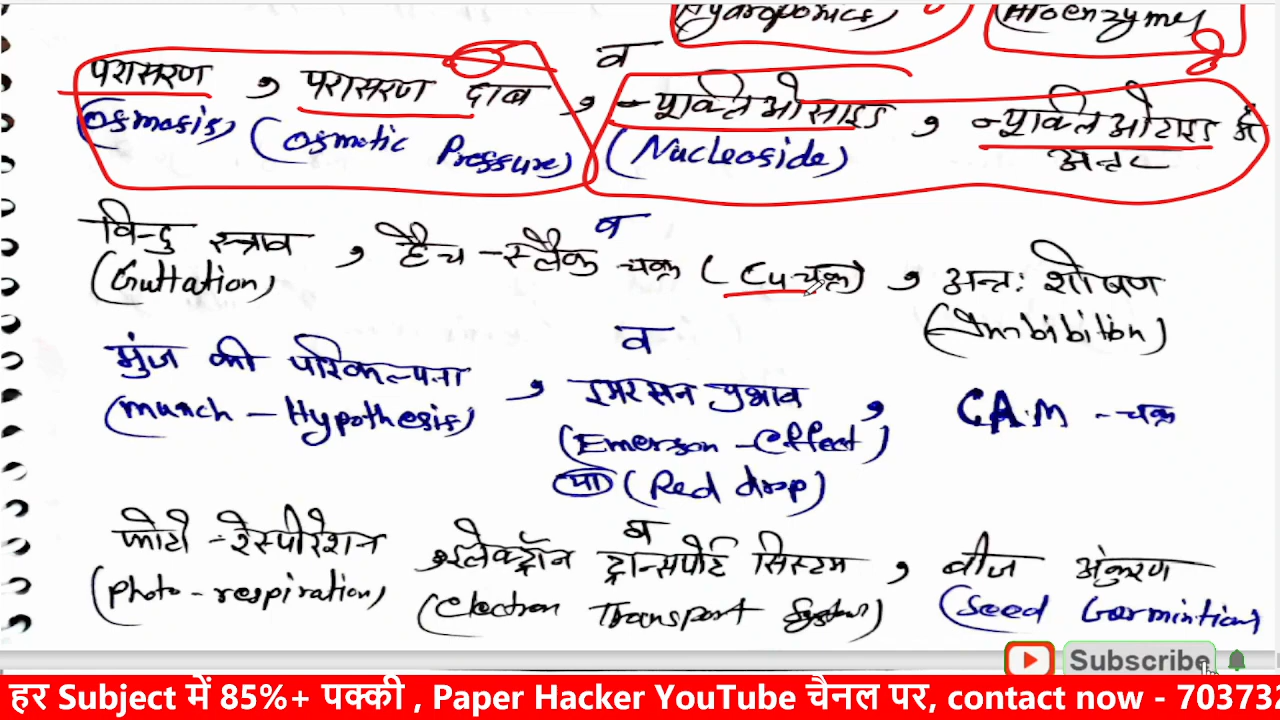 (Hydroponics) (Bioenzyme)
व
परासरण , परासरण दाब , न्यूक्लिओसाइड , न्यूक्लिओटाइड में
(Osmosis) (Osmotic Pressure) (Nucleoside) अन्तर
व
बिन्दु स्त्राव , हैच-स्लैक चक्र (C4 चक्र) , अन्तः शोषण
(Guttation) (Imbibition)
व
मुंज की परिकल्पना , इमरसन प्रभाव , CAM - चक्र
(Munch - Hypothesis) (Emerson - Effect)
या (Red drop)
व
फोटो - रेस्पीरेशन , इलेक्ट्रॉन ट्रान्सपोर्ट सिस्टम , बीज अंकुरण
(photo - respiration) (Electron Transport System) (Seed Germintion)
Subscribe
हर Subject में 85%+ पक्की , Paper Hacker YouTube चैनल पर, contact now - 703732